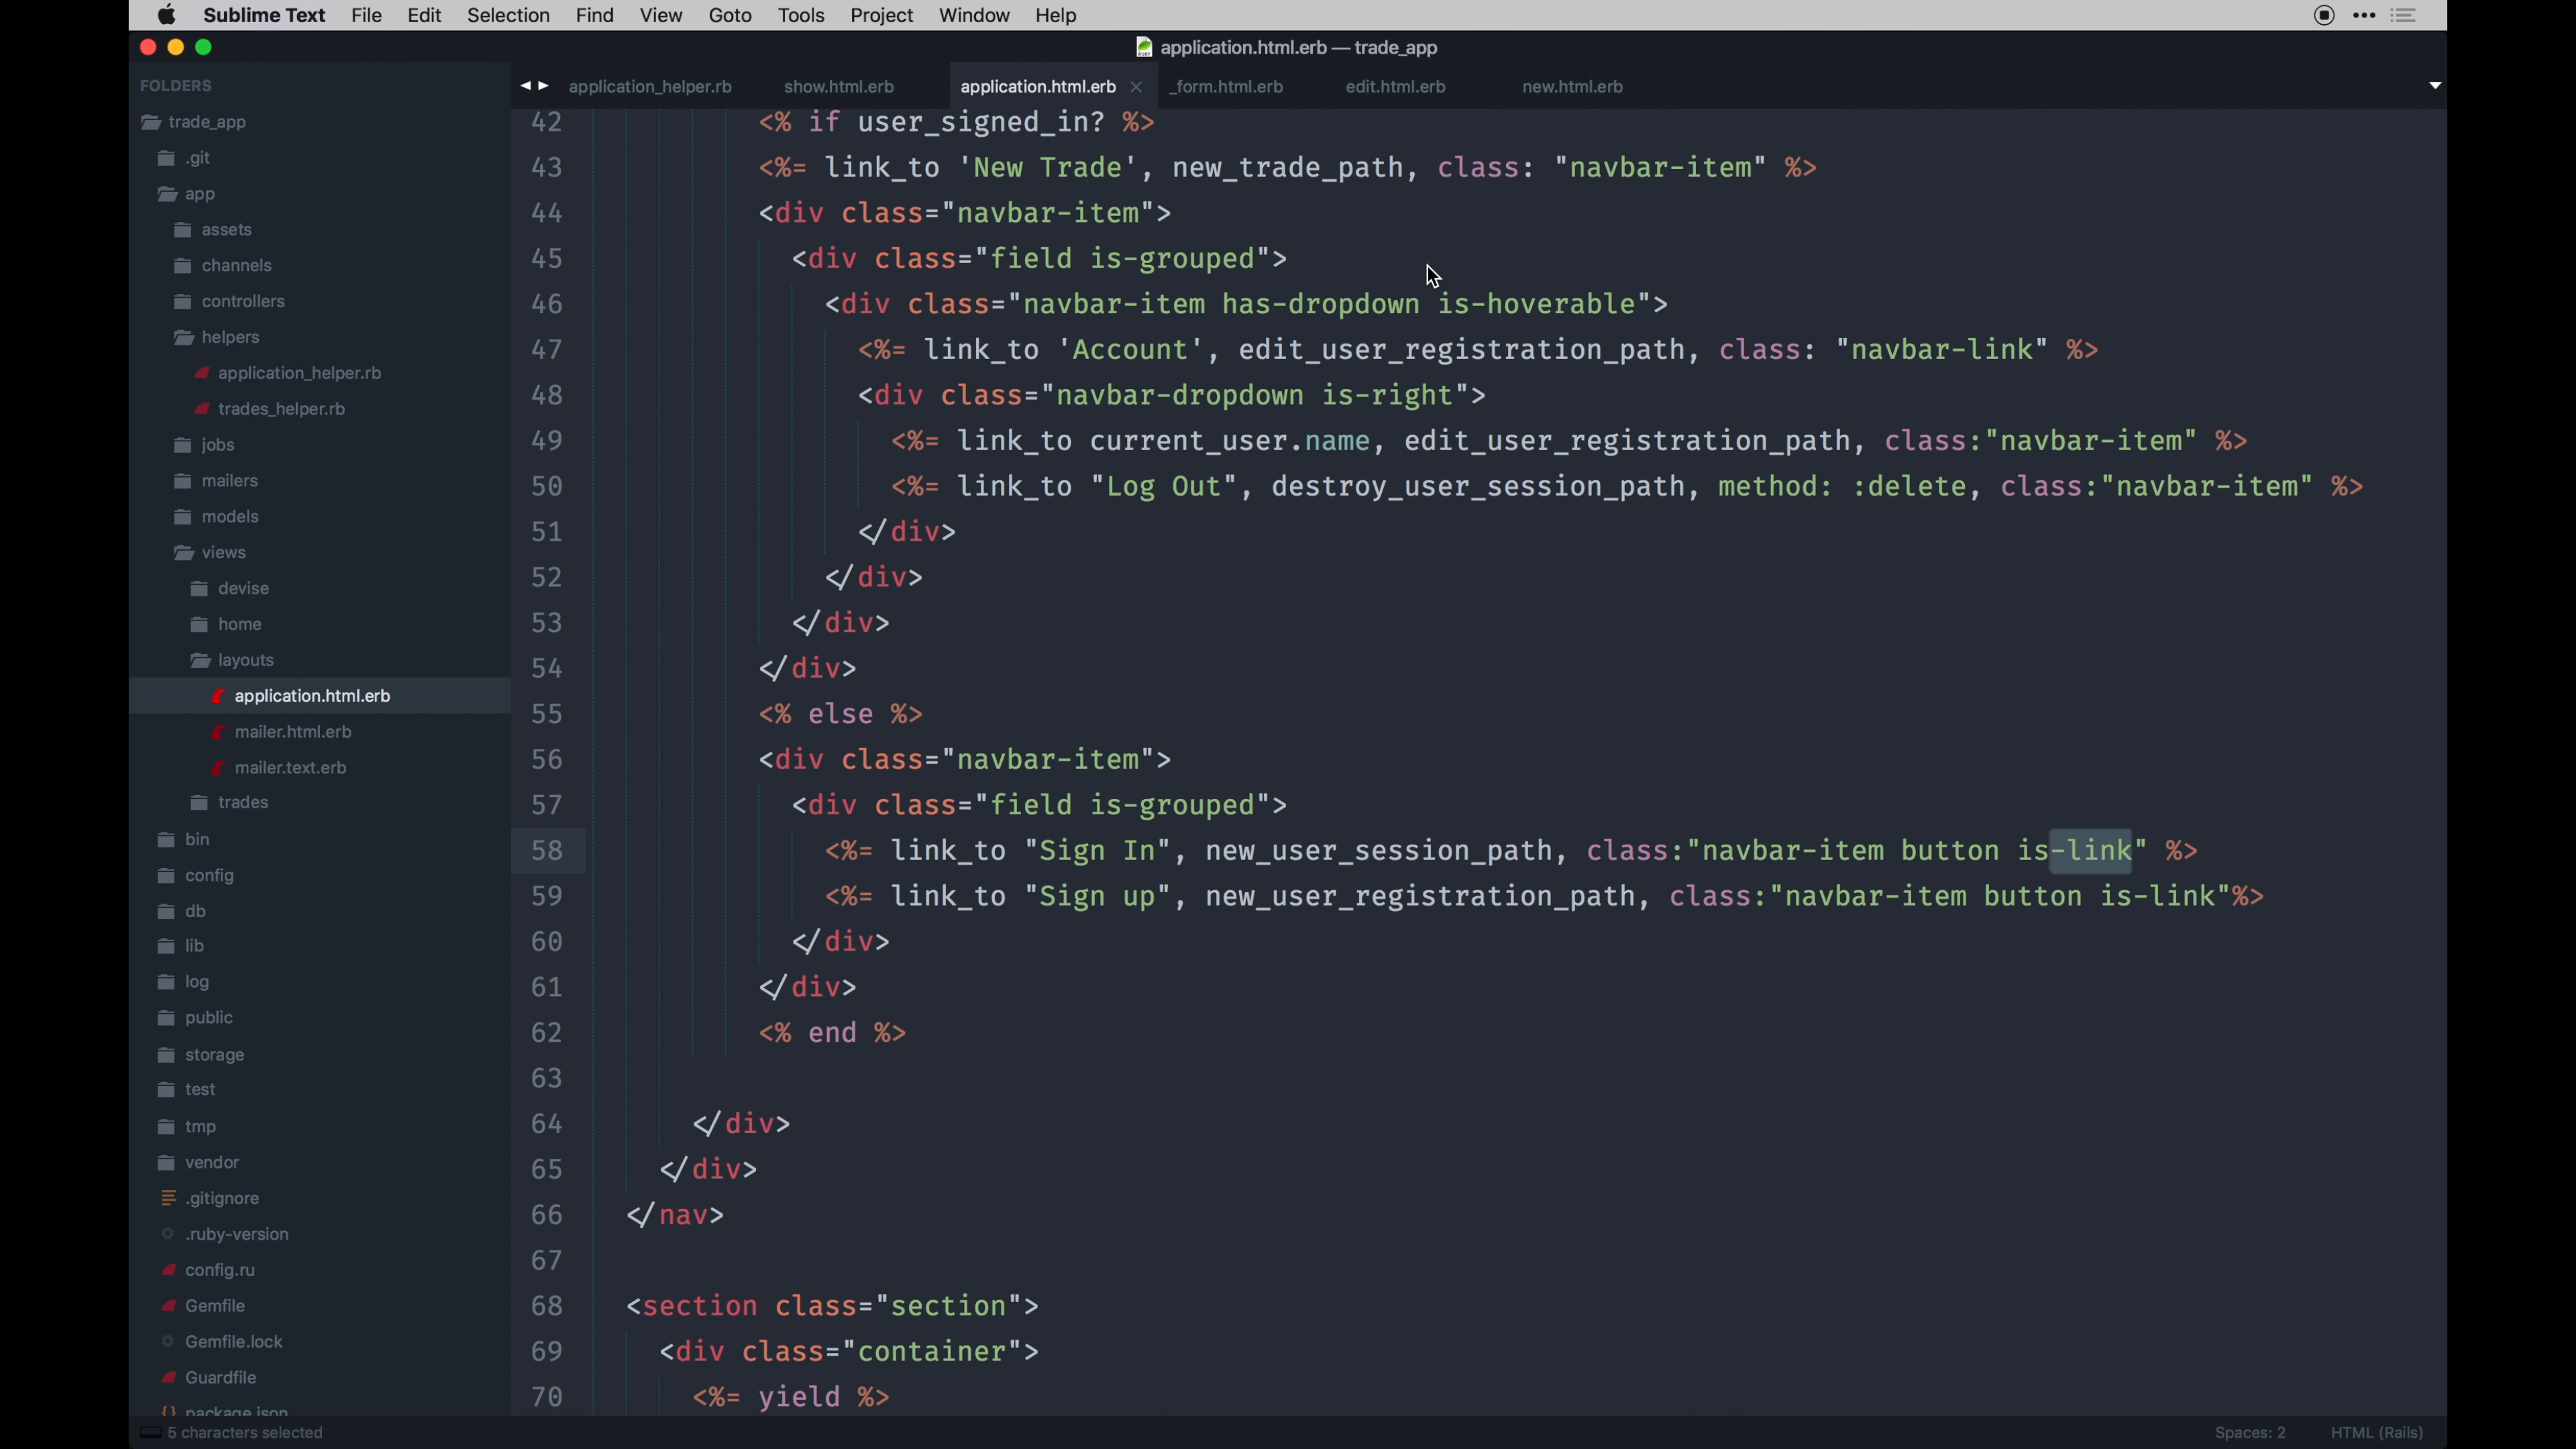 Sublime Text File Edit Selection Find View Goto Tools Project Window Help
application.html.erb — trade_app
FOLDERS
trade_app
.git
app
assets
channels
controllers
helpers
application_helper.rb
trades_helper.rb
jobs
mailers
models
views
devise
home
layouts
application.html.erb
mailer.html.erb
mailer.text.erb
trades
bin
config
db
lib
log
public
storage
test
tmp
vendor
.gitignore
.ruby-version
config.ru
Gemfile
Gemfile.lock
Guardfile
package.json
application_helper.rb show.html.erb application.html.erb _form.html.erb edit.html.erb new.html.erb
42 <% if user_signed_in? %>
43 <%= link_to 'New Trade', new_trade_path, class: "navbar-item" %>
44 <div class="navbar-item">
45 <div class="field is-grouped">
46 <div class="navbar-item has-dropdown is-hoverable">
47 <%= link_to 'Account', edit_user_registration_path, class: "navbar-link" %>
48 <div class="navbar-dropdown is-right">
49 <%= link_to current_user.name, edit_user_registration_path, class:"navbar-item" %>
50 <%= link_to "Log Out", destroy_user_session_path, method: :delete, class:"navbar-item" %>
51 </div>
52 </div>
53 </div>
54 </div>
55 <% else %>
56 <div class="navbar-item">
57 <div class="field is-grouped">
58 <%= link_to "Sign In", new_user_session_path, class:"navbar-item button is-link" %>
59 <%= link_to "Sign up", new_user_registration_path, class:"navbar-item button is-link"%>
60 </div>
61 </div>
62 <% end %>
63
64 </div>
65 </div>
66 </nav>
67
68 <section class="section">
69 <div class="container">
70 <%= yield %>
5 characters selected
Spaces: 2 HTML (Rails)